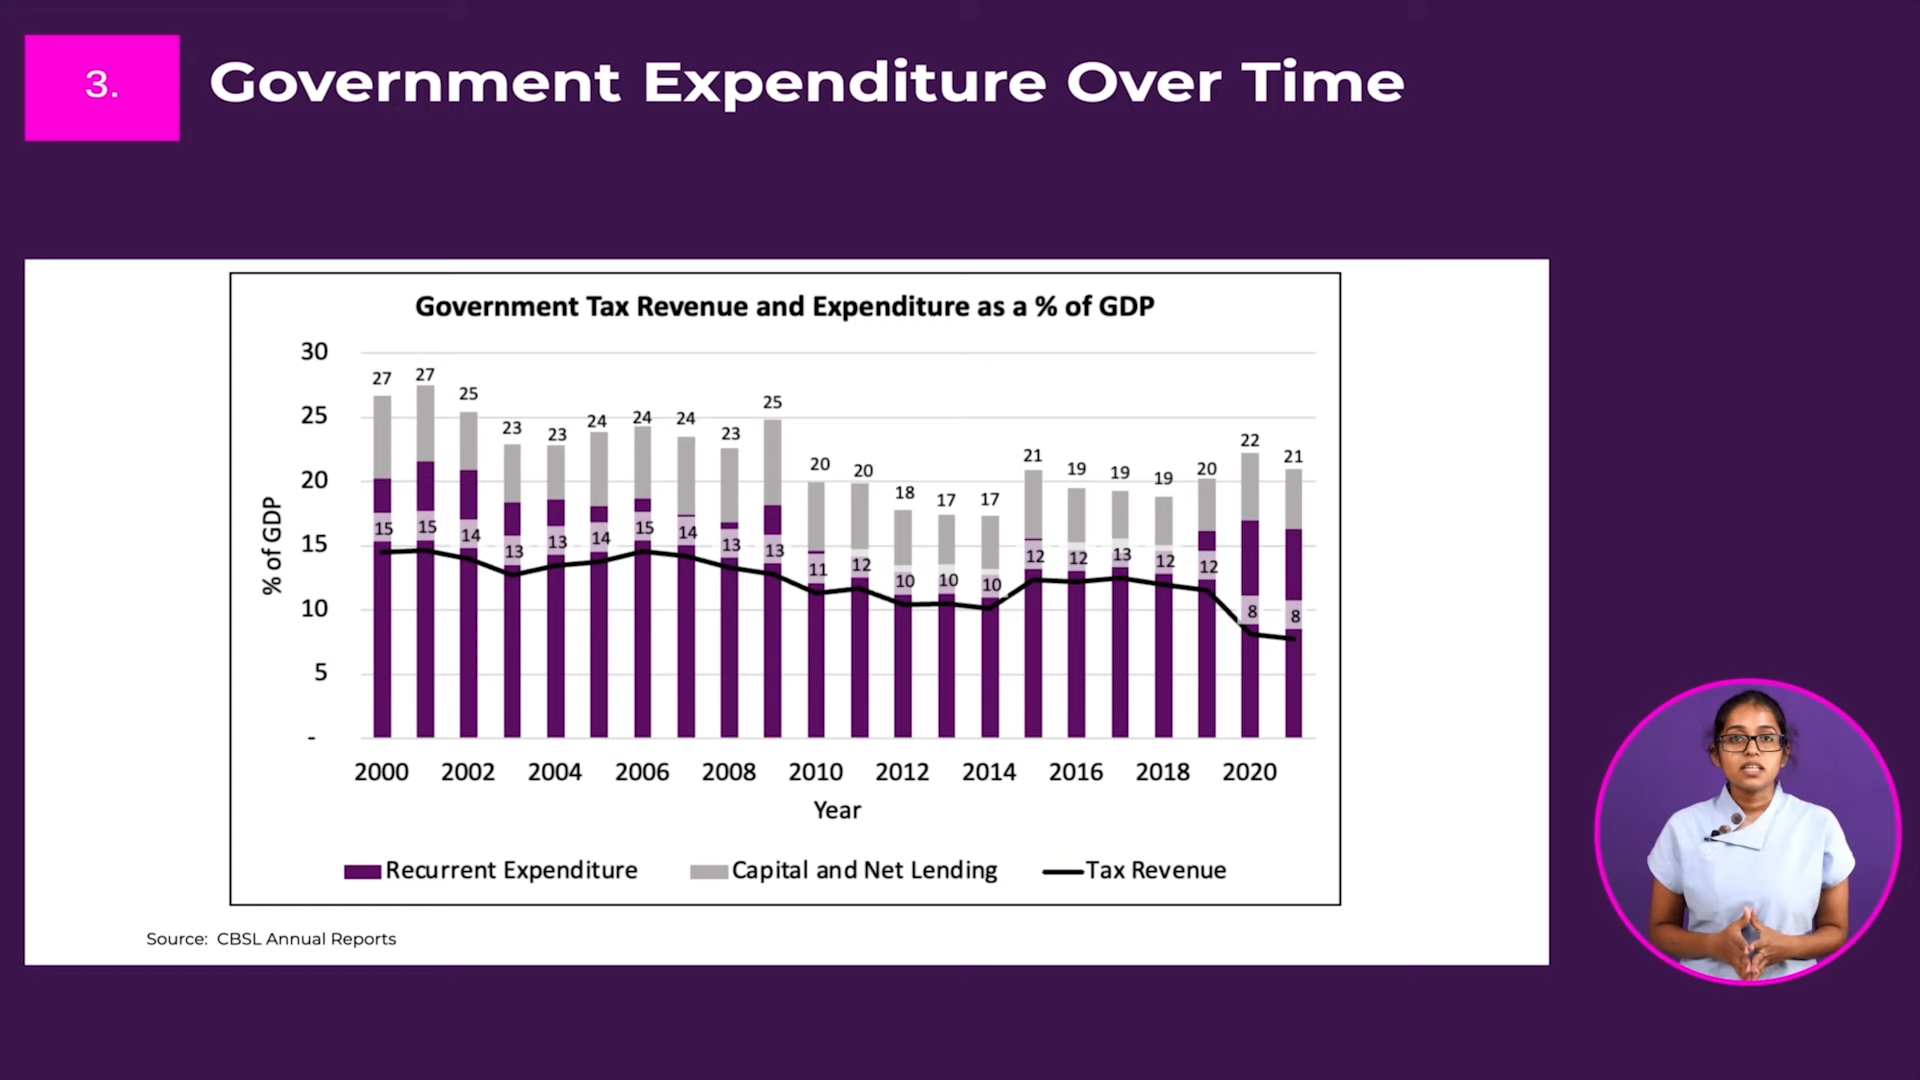 3.
Government Expenditure Over Time
Government Tax Revenue and Expenditure as a % of GDP
30
25
20
15
10
5
-
% of GDP
27 27 25 23 23 24 24 24 23 25 20 20 18 17 17 21 19 19 19 20 22 21
15 15 14 13 13 14 15 14 13 13 11 12 10 10 10 12 12 13 12 12 8 8
2000 2002 2004 2006 2008 2010 2012 2014 2016 2018 2020
Year
Recurrent Expenditure Capital and Net Lending Tax Revenue
Source: CBSL Annual Reports